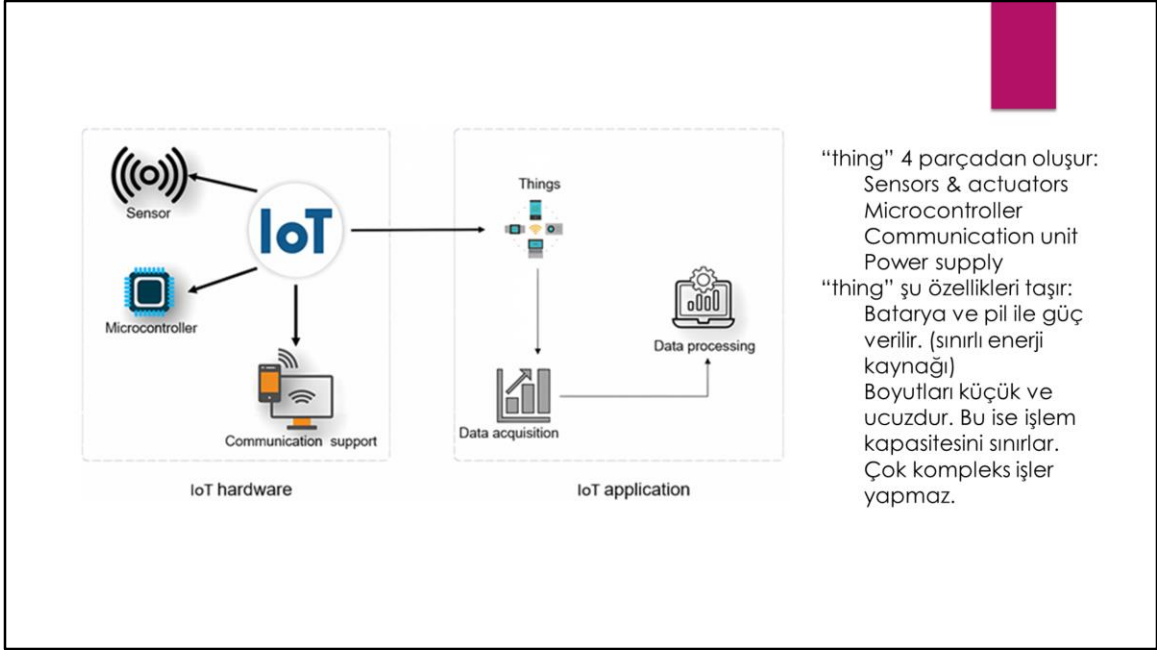 Sensor
IoT
Microcontroller
Communication support
IoT hardware
Things
Data processing
Data acquisition
IoT application
“thing” 4 parçadan oluşur:
Sensors & actuators
Microcontroller
Communication unit
Power supply
“thing” şu özellikleri taşır:
Batarya ve pil ile güç
verilir. (sınırlı enerji
kaynağı)
Boyutları küçük ve
ucuzdur. Bu ise işlem
kapasitesini sınırlar.
Çok kompleks işler
yapmaz.